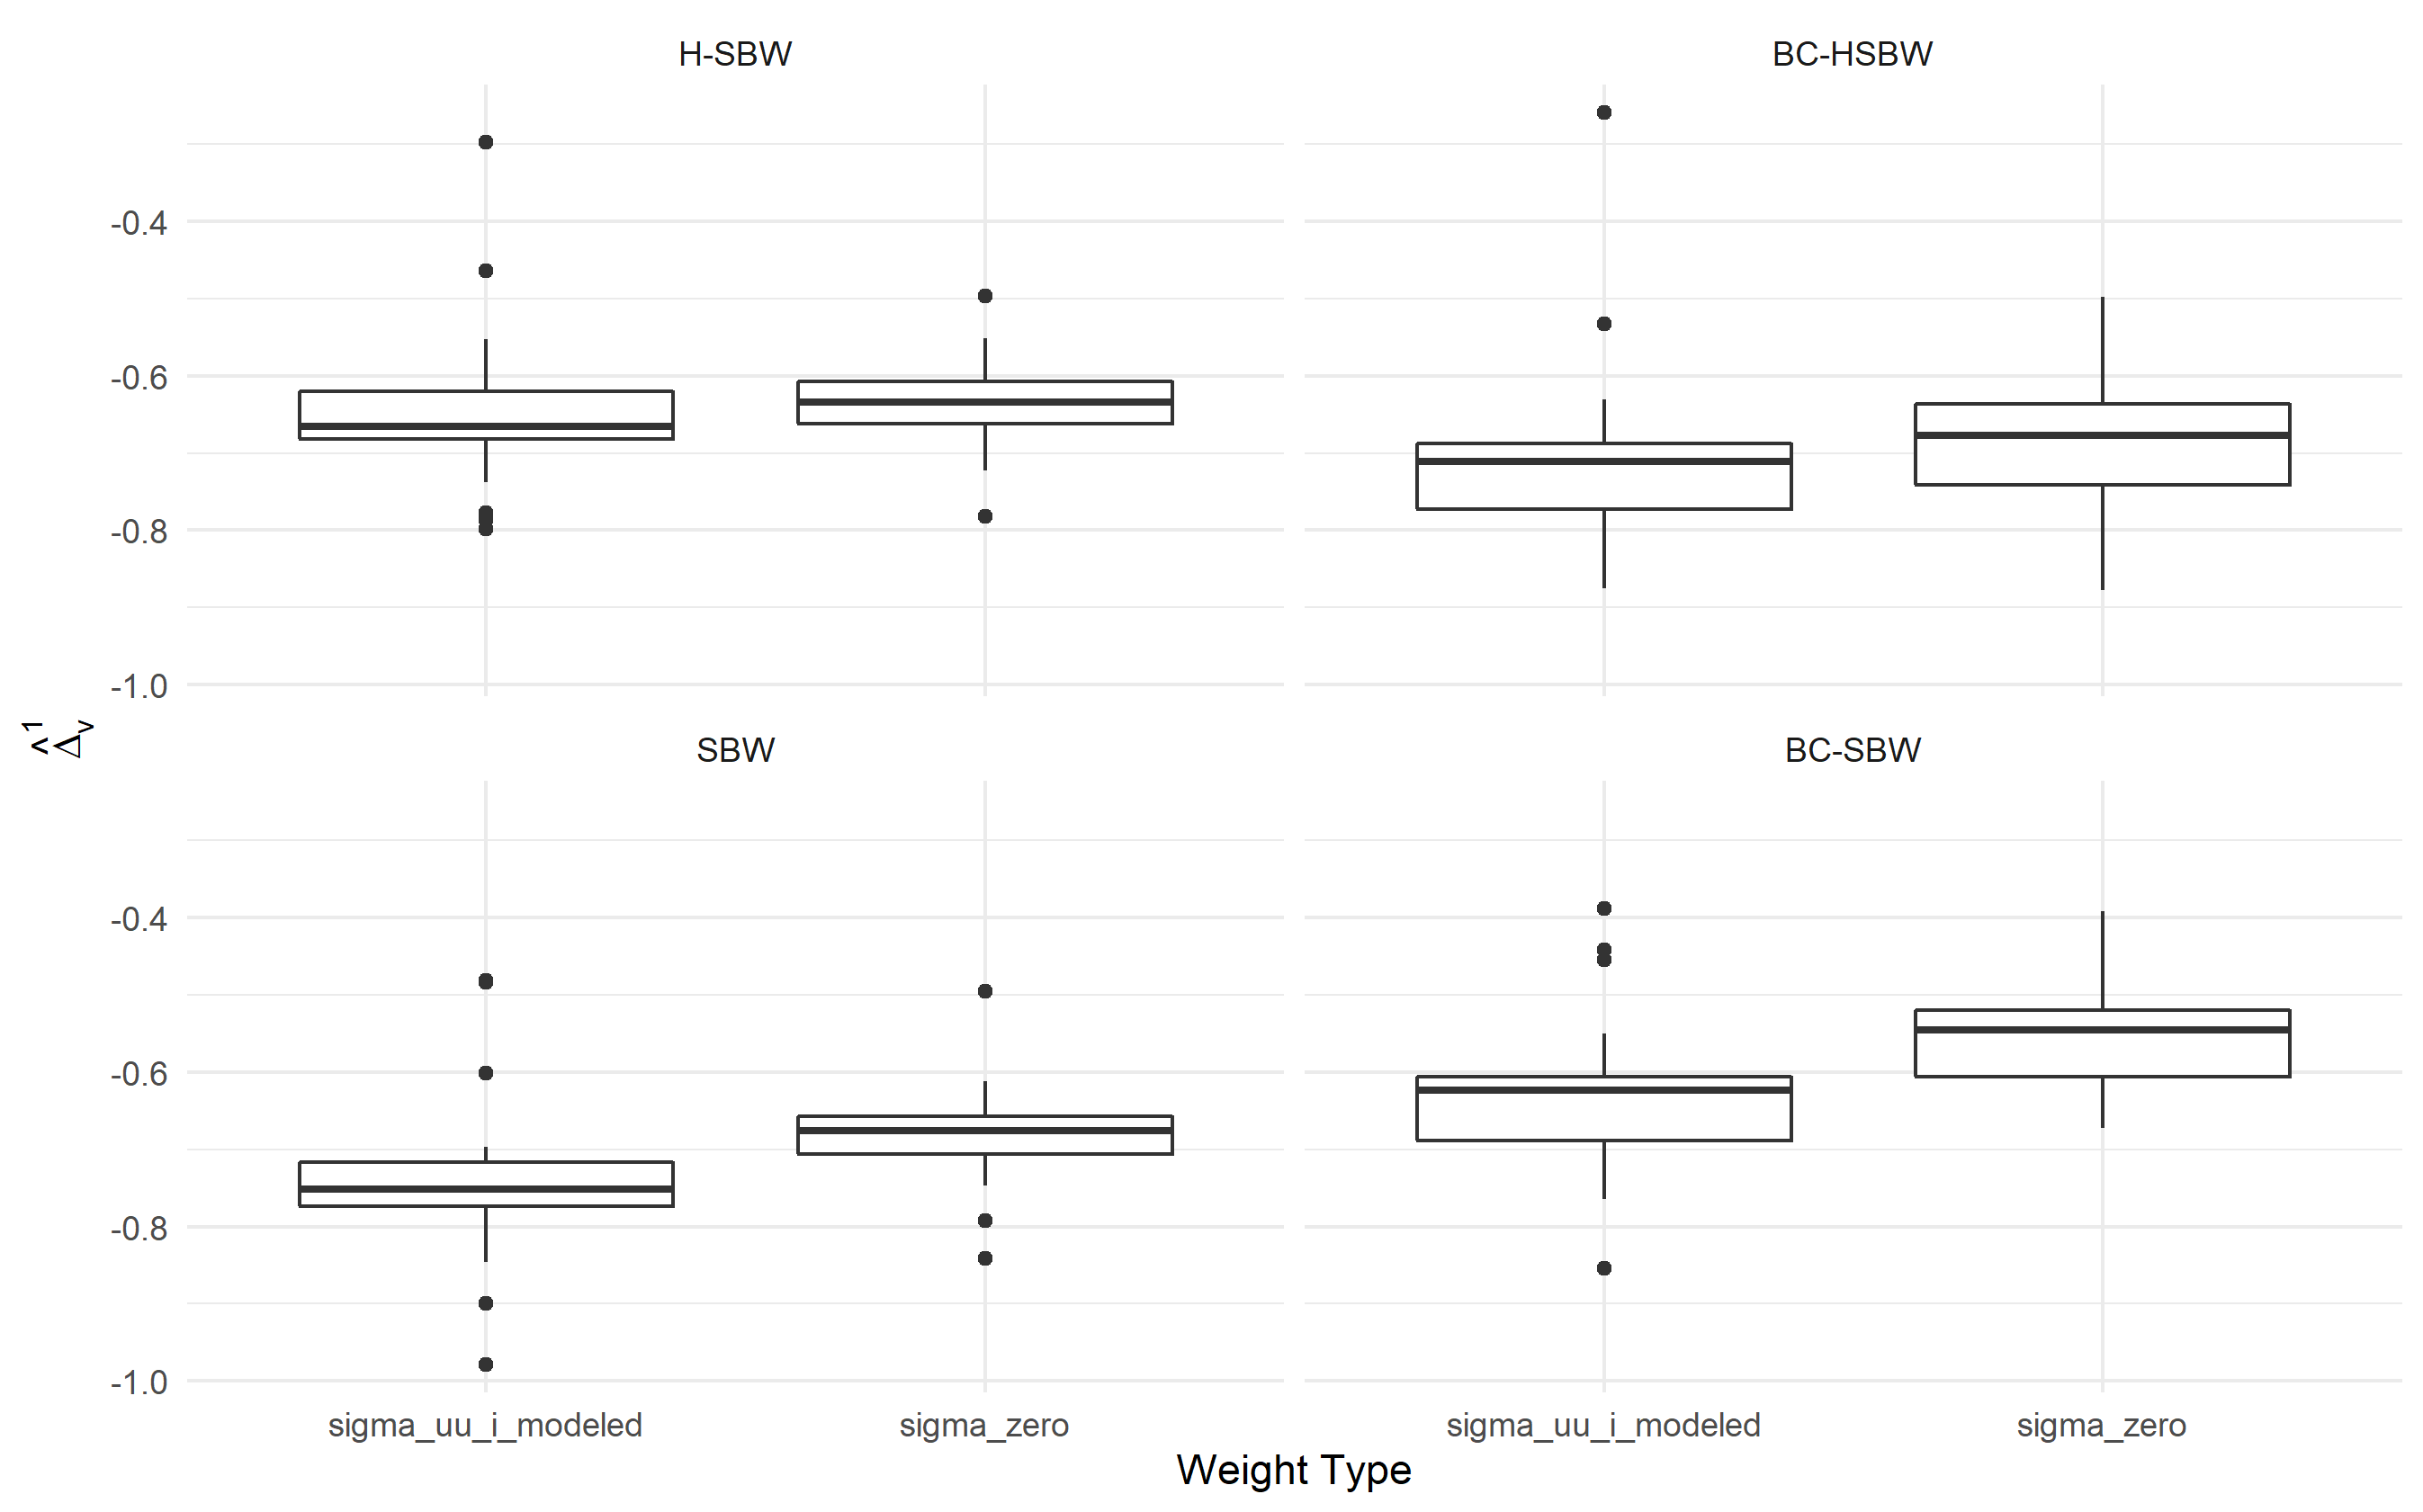 H-SBW
BC-HSBW
-0.4
-0.6
-0.8
-1.0
SBW
BC-SBW
-0.4
-0.6
-0.8
-1.0
Δ̂¹ᵥ
sigma_uu_i_modeled
sigma_zero
sigma_uu_i_modeled
sigma_zero
Weight Type